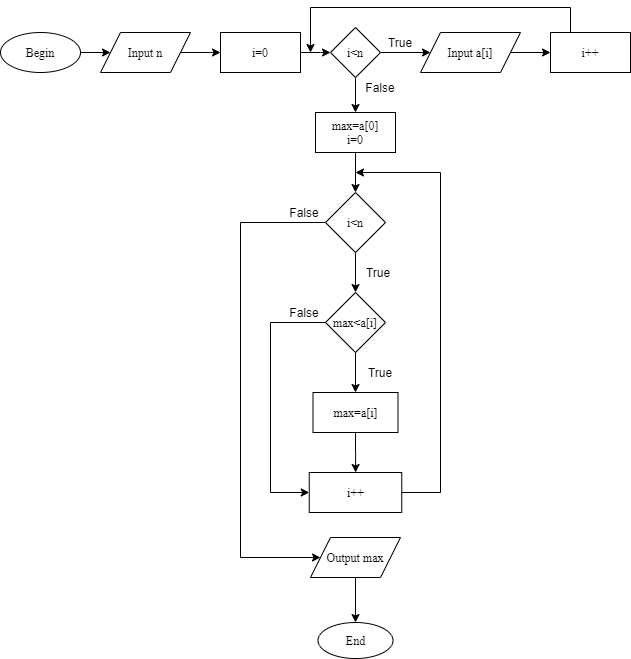 Begin
Input n
i=0
i<n
True
Input a[i]
i++
False
max=a[0]
i=0
False
i<n
True
False
max<a[i]
True
max=a[i]
i++
Output max
End